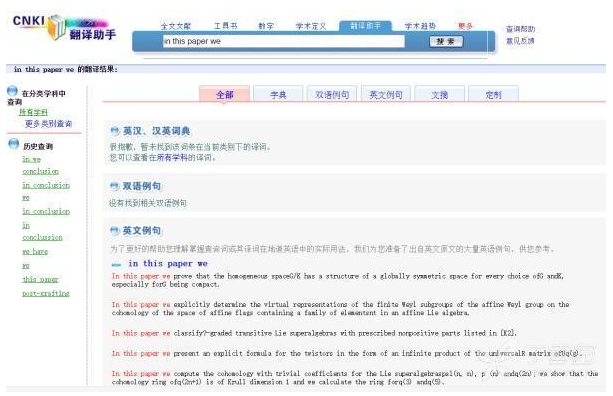 CNKI 翻译助手
全文文献 工具书 数字 学术定义 翻译助手 学术趋势 更多
in this paper we 搜索
查询帮助
意见反馈
in this paper we 的翻译结果:
在分类学科中
查询
所有学科
更多类别查询
历史查询
in we
conclusion
in conclusion
we
in conclusion
in
conclussion
we have
we
this paper
post-crafting
全部 字典 双语例句 英文例句 文摘 定制
英汉、汉英词典
很抱歉，暂未找到该词条在当前类别下的译词。
您可以查看在所有学科的译词。
双语例句
没有找到相关双语例句
英文例句
为了更好的帮助您理解掌握查询词或其译词在地道英语中的实际用法，我们为您准备了出自英文原文的大量英语例句，供您参考。
in this paper we
In this paper we prove that the homogeneous spaceG/K has a structure of a globally symmetric space for every choice ofG andK,
especially forG being compact.
In this paper we explicitly determine the virtual representations of the finite Weyl subgroups of the affine Weyl group on the
cohomology of the space of affine flags containing a family of elementsnt in an affine Lie algebra.
In this paper we classify?-graded transitive Lie superalgebras with prescribed nonpositive parts listed in [K2].
In this paper we present an explicit formula for the twistors in the form of an infinite product of the universalR matrix ofUq(g).
In this paper we compute the cohomology with trivial coefficients for the Lie superalgebraspsl(n, n), p (n) andq(2n); we show that the
cohomology ring ofq(2n+1) is of Krull dimension 1 and we calculate the ring forq(3) andq(5).